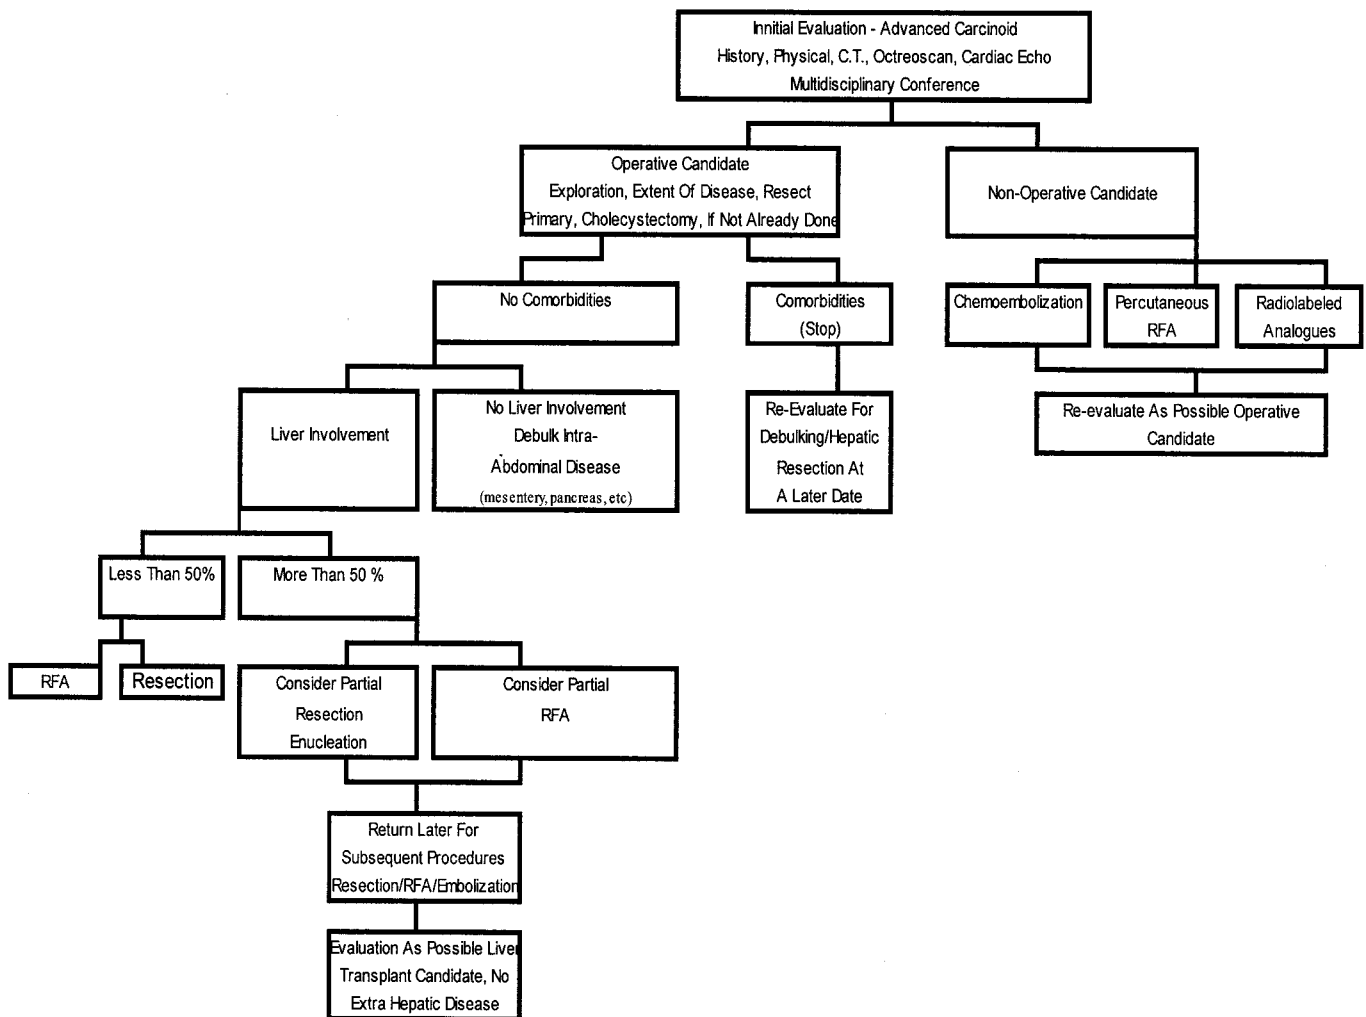 Innitial Evaluation - Advanced Carcinoid
History, Physical, C.T., Octreoscan, Cardiac Echo
Multidisciplinary Conference
Operative Candidate
Exploration, Extent Of Disease, Resect
Primary, Cholecystectomy, If Not Already Done
Non-Operative Candidate
No Comorbidities
Comorbidities
(Stop)
Chemoembolization
Percutaneous
RFA
Radiolabeled
Analogues
Liver Involvement
No Liver Involvement
Debulk Intra-
Abdominal Disease
(mesentery, pancreas, etc)
Re-Evaluate For
Debulking/Hepatic
Resection At
A Later Date
Re-evaluate As Possible Operative
Candidate
Less Than 50%
More Than 50 %
RFA
Resection
Consider Partial
Resection
Enucleation
Consider Partial
RFA
Return Later For
Subsequent Procedures
Resection/RFA/Embolization
Evaluation As Possible Liver
Transplant Candidate, No
Extra Hepatic Disease